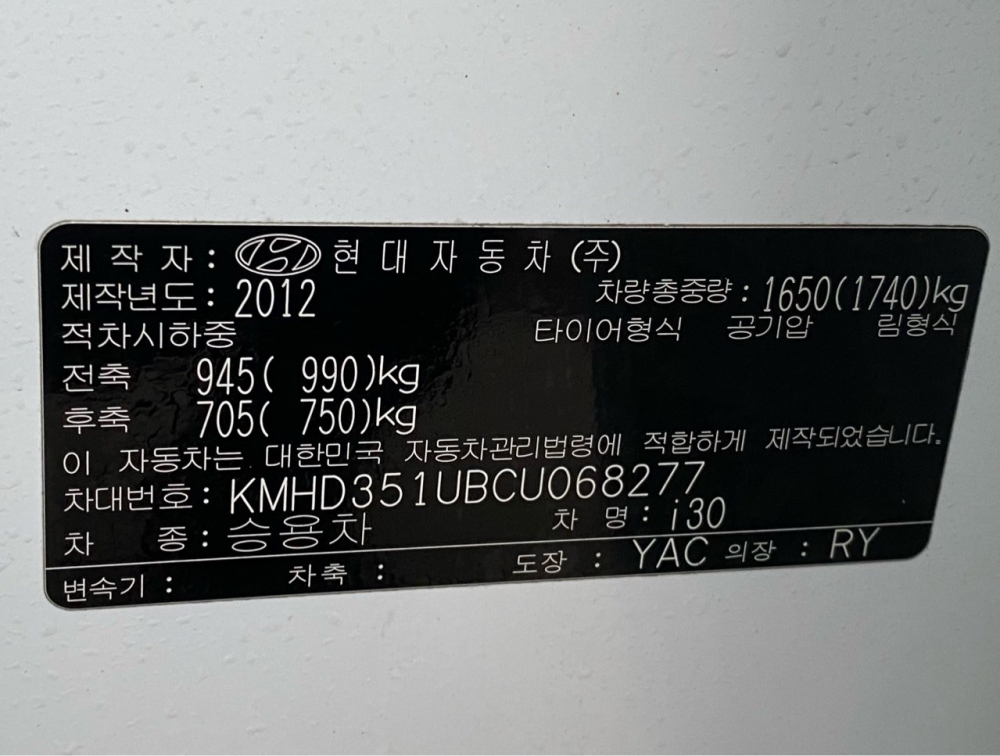 제 작 자 : 현 대 자 동 차 (주)
제작년도 : 2012 차량총중량 : 1650(1740)kg
적차시하중 타이어형식 공기압 림형식
전축 945( 990)kg
후축 705( 750)kg
이 자동차는 대한민국 자동차관리법령에 적합하게 제작되었습니다.
차대번호 : KMHD351UBCU068277
차 종 : 승용차 차 명 : i30
변속기 : 차축 : 도장 : YAC 의장 : RY